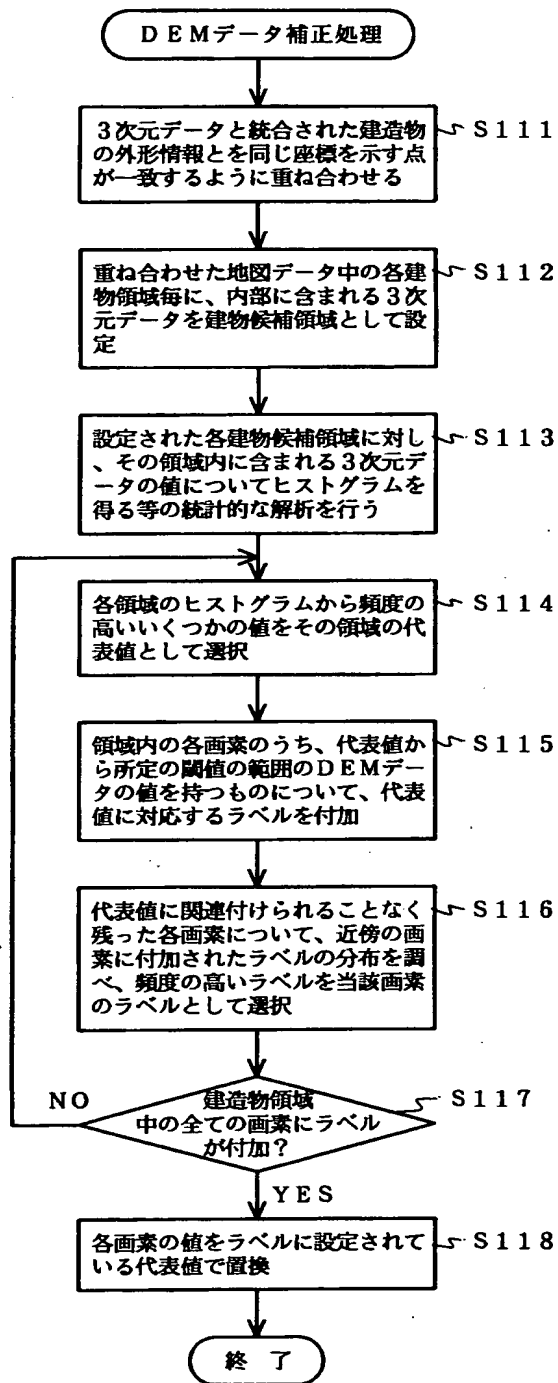 DEMデータ補正処理
3次元データと統合された建造物
の外形情報とを同じ座標を示す点
が一致するように重ね合わせる
S111
重ね合わせた地図データ中の各建
物領域毎に、内部に含まれる3次
元データを建物候補領域として設
定
S112
設定された各建物候補領域に対し
、その領域内に含まれる3次元デ
ータの値についてヒストグラムを
得る等の統計的な解析を行う
S113
各領域のヒストグラムから頻度の
高いいくつかの値をその領域の代
表値として選択
S114
領域内の各画素のうち、代表値か
ら所定の閾値の範囲のDEMデー
タの値を持つものについて、代表
値に対応するラベルを付加
S115
代表値に関連付けられることなく
残った各画素について、近傍の画
素に付加されたラベルの分布を調
べ、頻度の高いラベルを当該画素
のラベルとして選択
S116
建造物領域
中の全ての画素にラベル
が付加?
S117
NO
YES
各画素の値をラベルに設定されて
いる代表値で置換
S118
終了